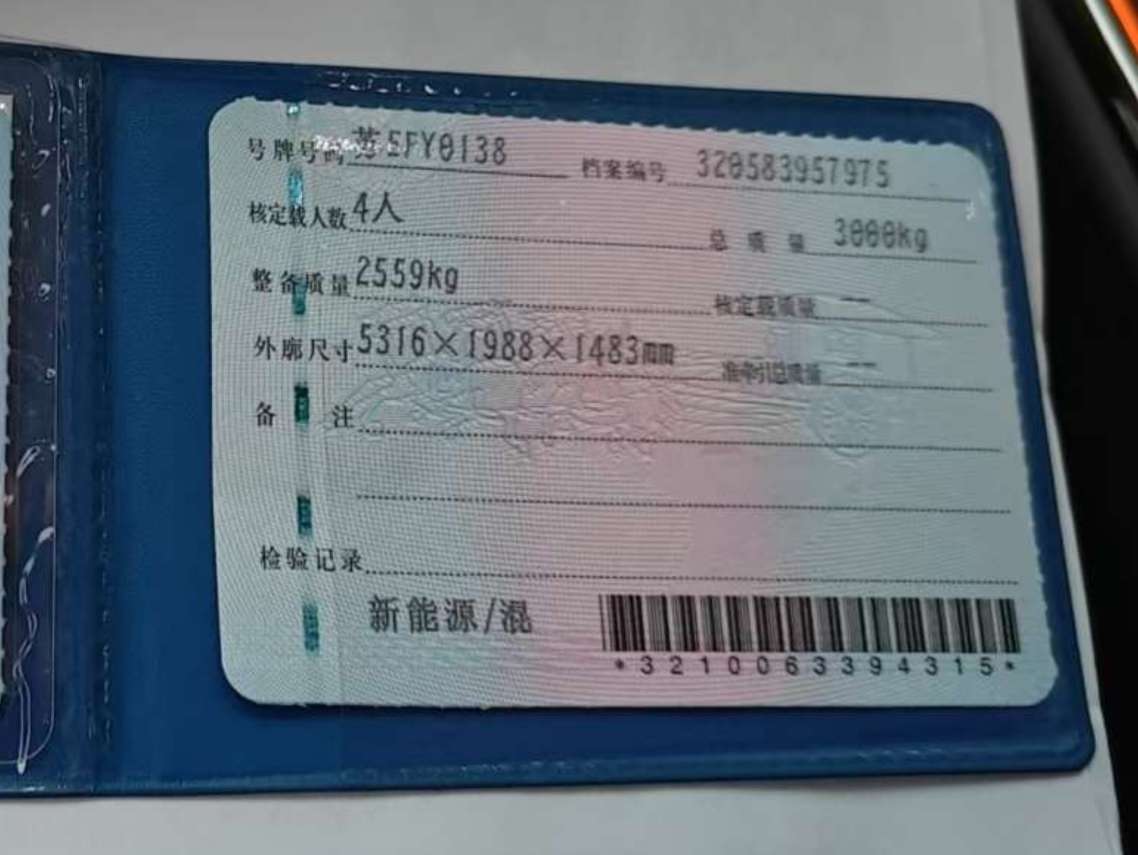 号牌号码 苏EFY0138 档案编号 320583957975
核定载人数 4人 总质量 3000kg
整备质量 2559kg 核定载质量 --
外廓尺寸 5316×1988×1483mm 准牵引总质量 --
备注
检验记录
新能源/混
*3210063394315*